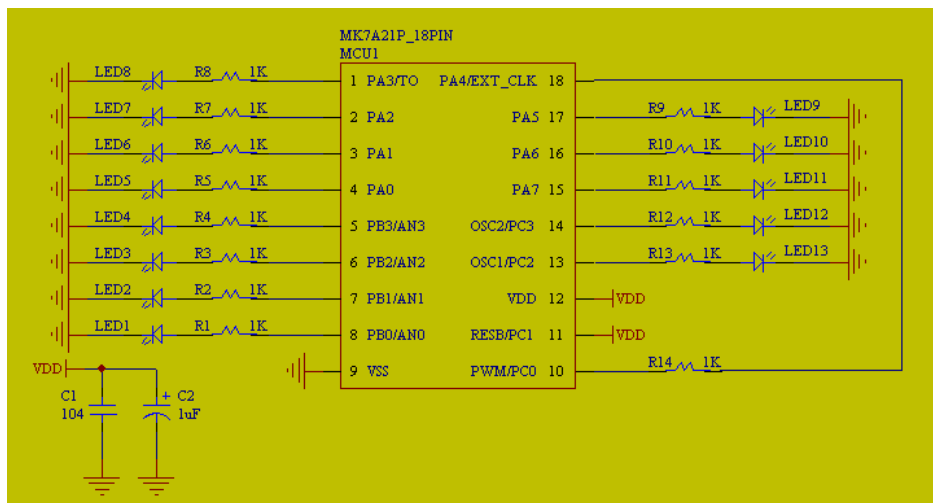 MK7A21P_18PIN
MCU1
LED8 R8 1K 1 PA3/TO PA4/EXT_CLK 18
LED7 R7 1K 2 PA2 PA5 17 R9 1K LED9
LED6 R6 1K 3 PA1 PA6 16 R10 1K LED10
LED5 R5 1K 4 PA0 PA7 15 R11 1K LED11
LED4 R4 1K 5 PB3/AN3 OSC2/PC3 14 R12 1K LED12
LED3 R3 1K 6 PB2/AN2 OSC1/PC2 13 R13 1K LED13
LED2 R2 1K 7 PB1/AN1 VDD 12 VDD
LED1 R1 1K 8 PB0/AN0 RESB/PC1 11 VDD
VDD 9 VSS PWM/PC0 10 R14 1K
C1 + C2
104 1uF